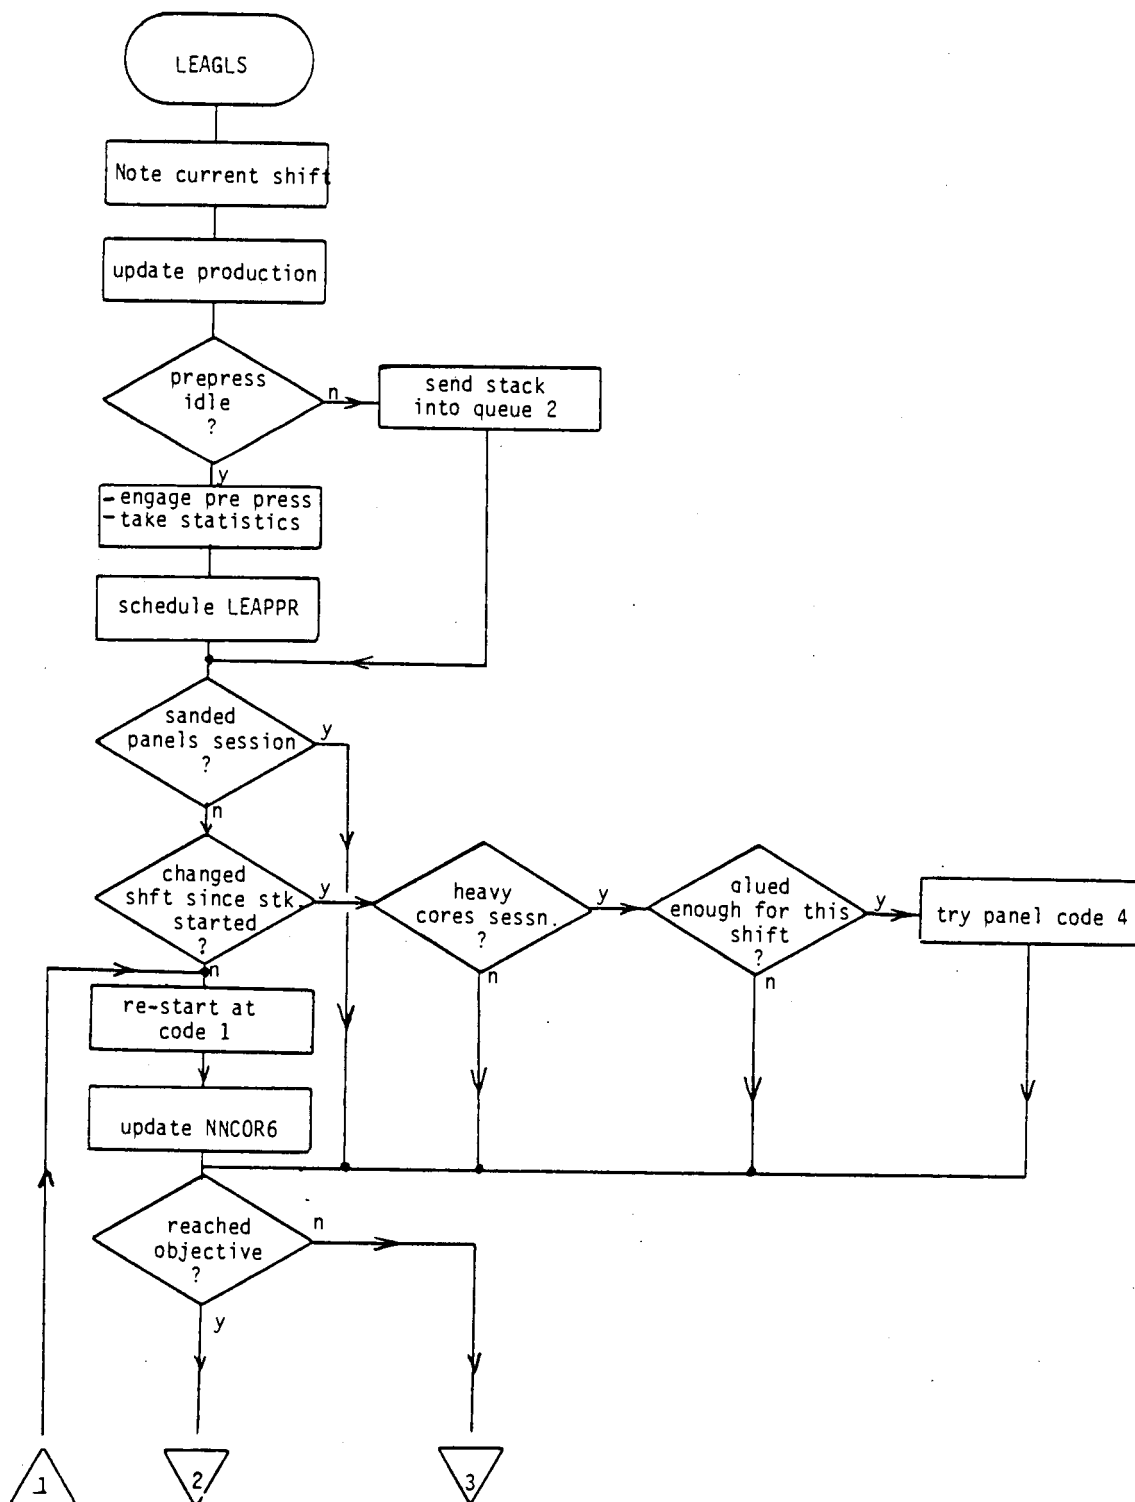 LEAGLS
Note current shift
update production
prepress
idle
?
n
send stack
into queue 2
y
-engage pre press
-take statistics
schedule LEAPPR
sanded
panels session
?
y
n
changed
shft since stk.
started
?
y
n
heavy
cores sessn.
?
y
n
glued
enough for this
shift
?
y
n
try panel code 4
re-start at
code 1
update NNCOR6
reached
objective
?
n
y
1
2
3